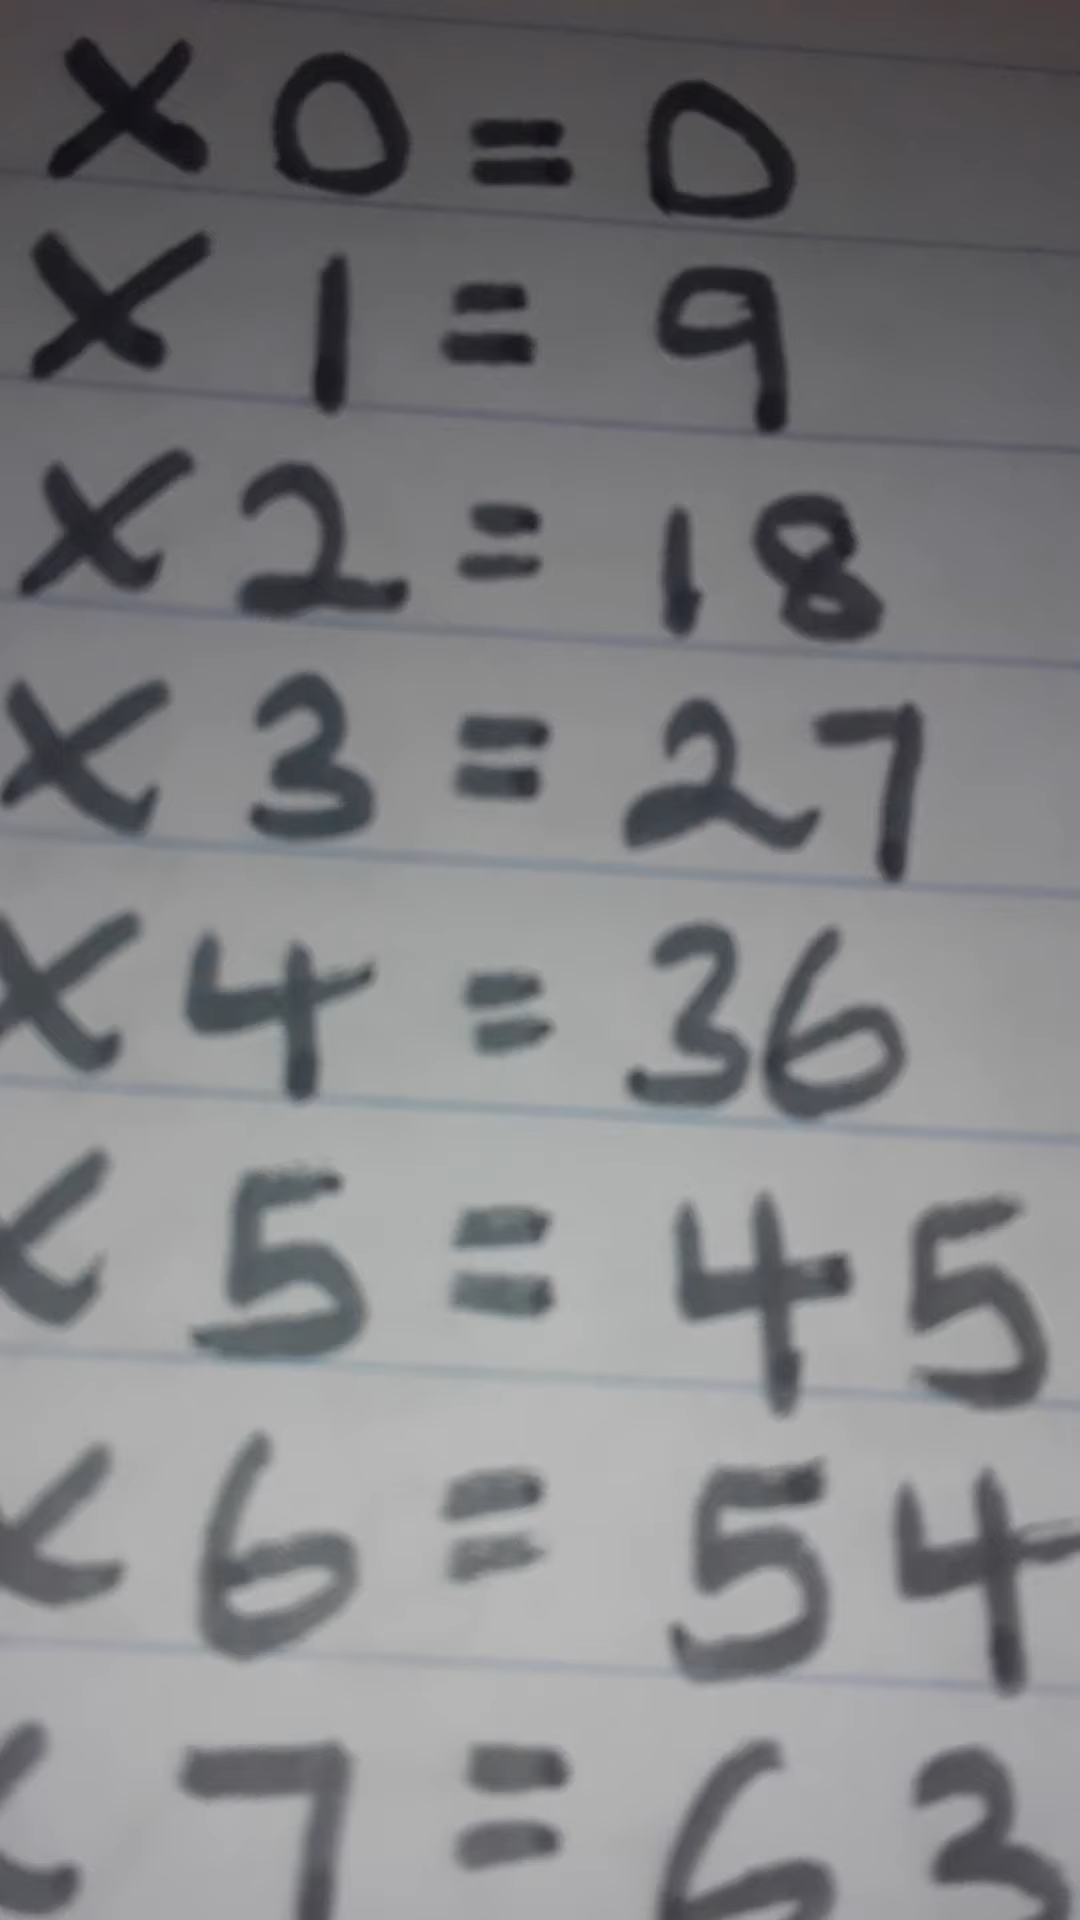 × 0 = 0
× 1 = 9
× 2 = 18
× 3 = 27
× 4 = 36
× 5 = 45
× 6 = 54
× 7 = 63